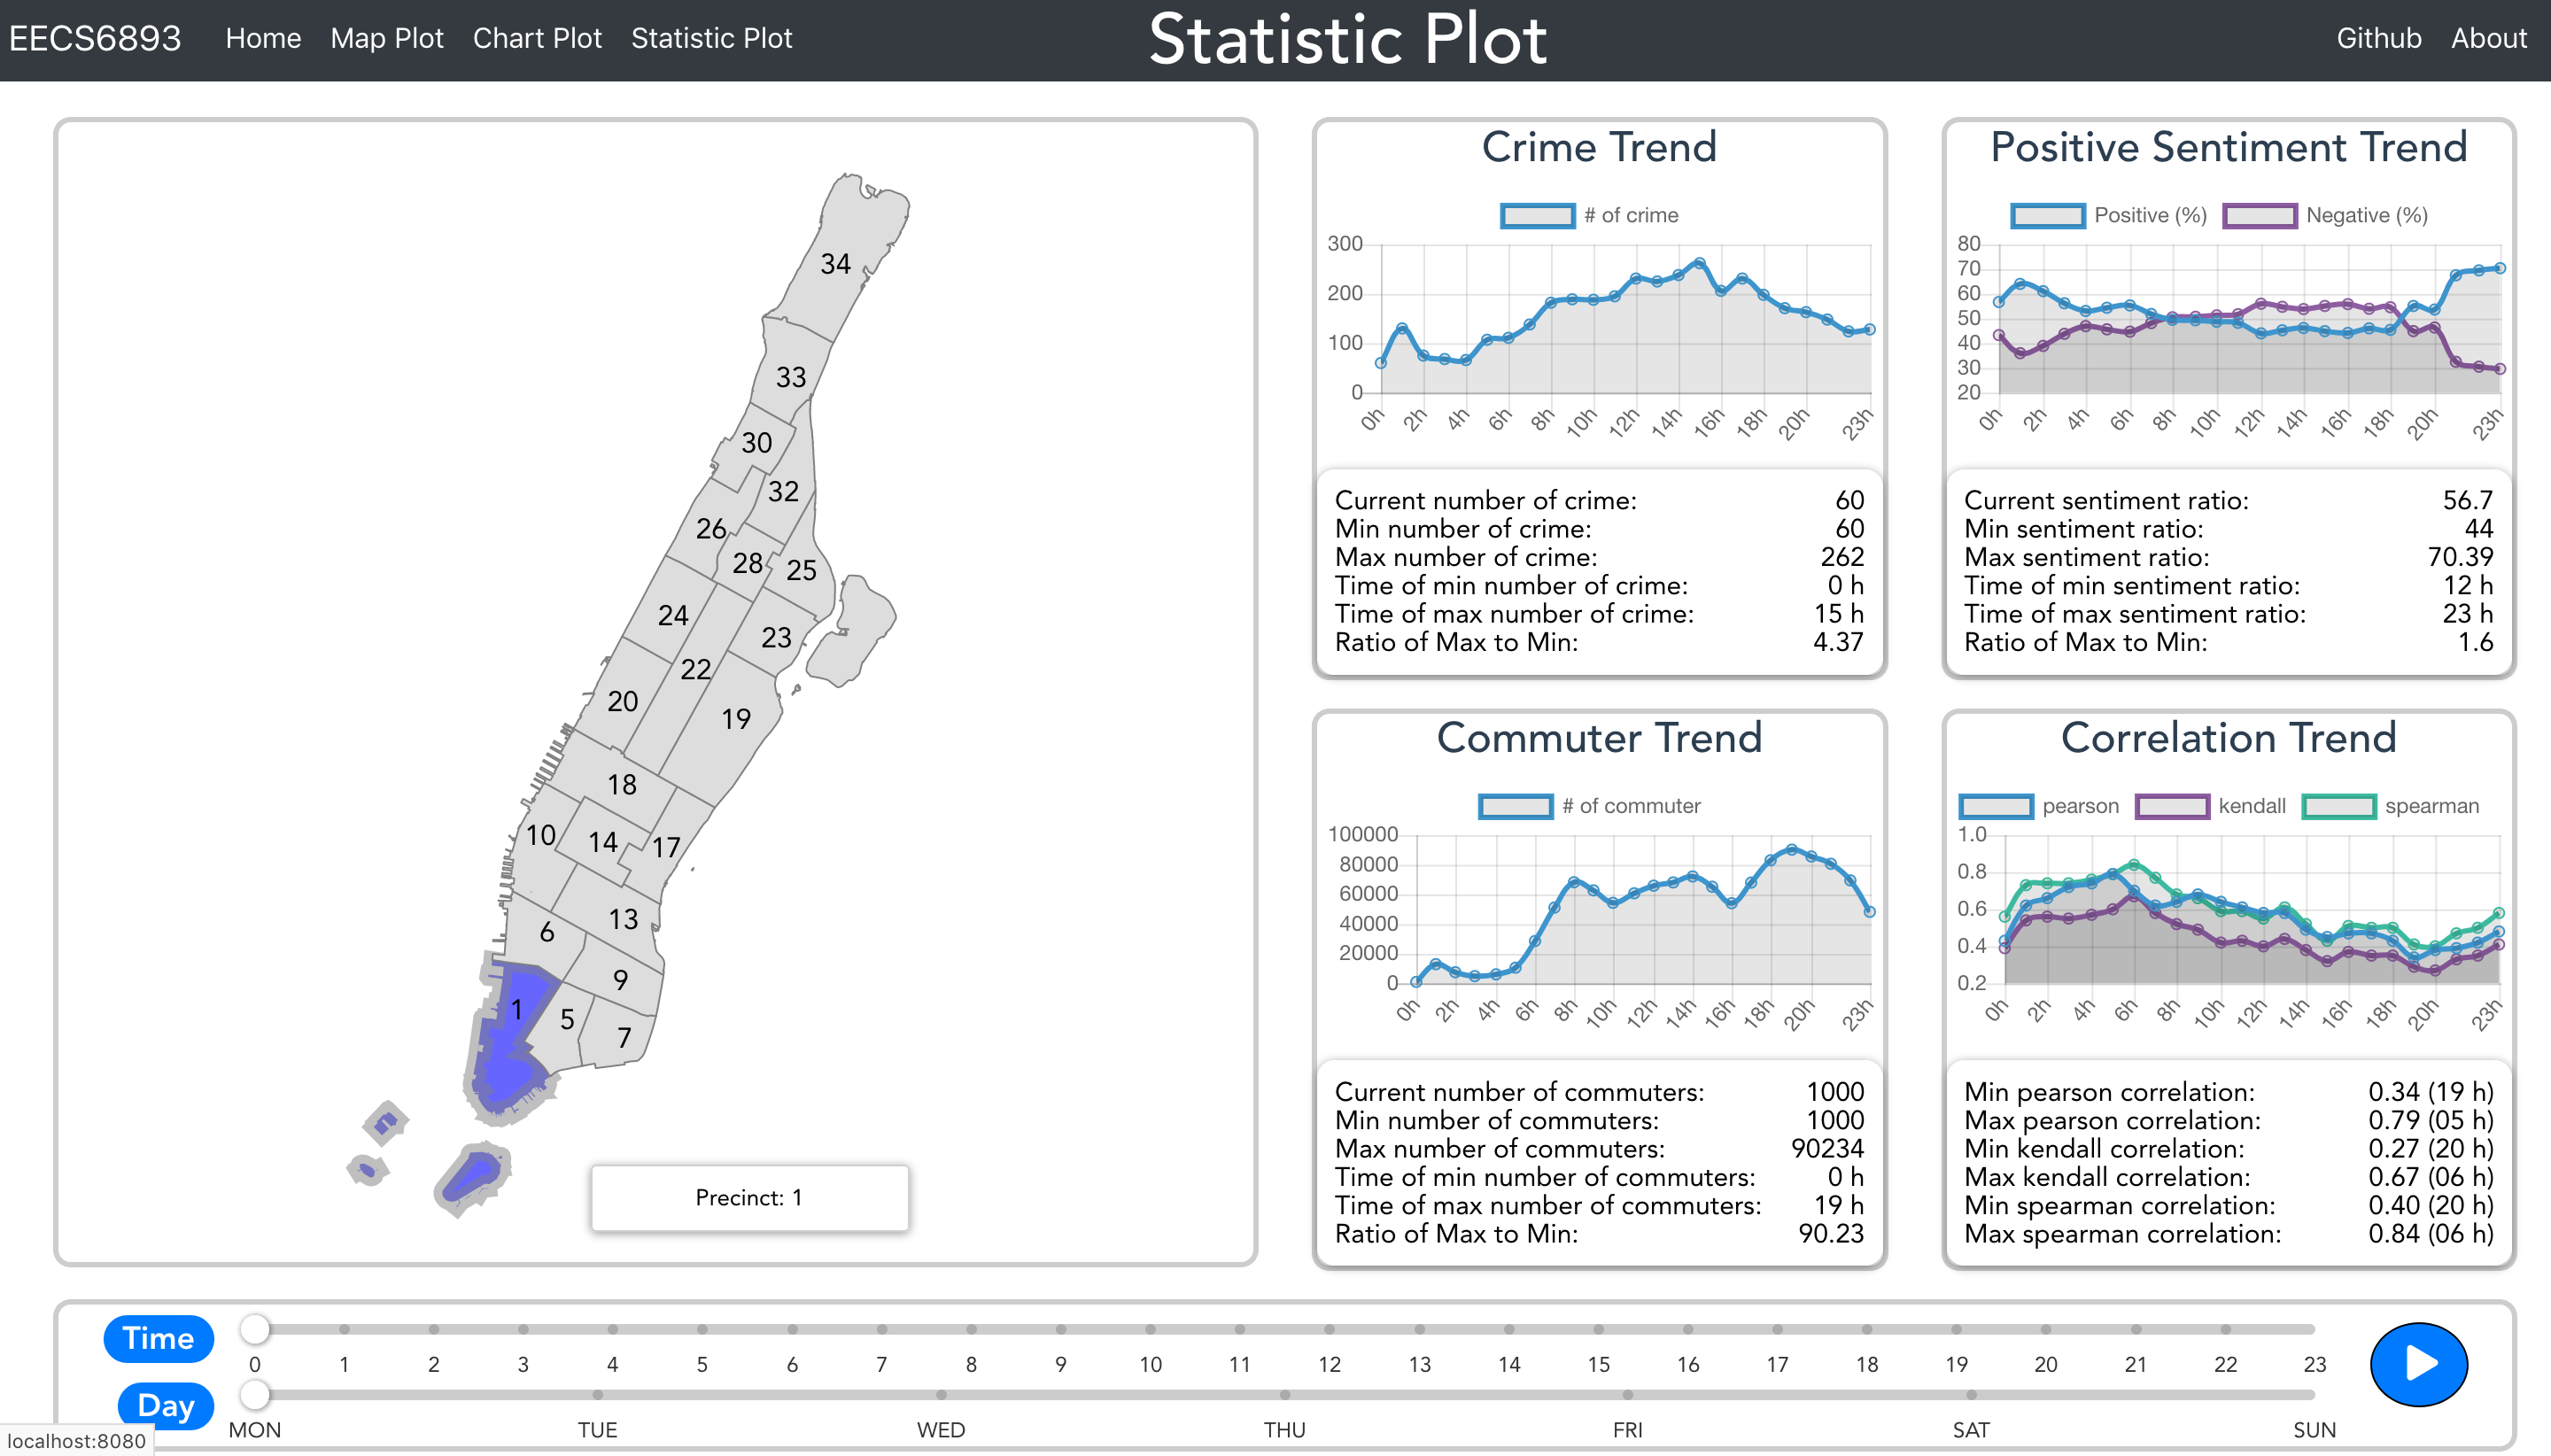 EECS6893 Home Map Plot Chart Plot Statistic Plot Statistic Plot Github About
34
33
30
32
26
28
25
24
23
22
20
19
18
10
14
17
13
6
9
1
5
7
Precinct: 1
Crime Trend
# of crime
300
200
100
0
0h 2h 4h 6h 8h 10h 12h 14h 16h 18h 20h 23h
Current number of crime: 60
Min number of crime: 60
Max number of crime: 262
Time of min number of crime: 0 h
Time of max number of crime: 15 h
Ratio of Max to Min: 4.37
Positive Sentiment Trend
Positive (%) Negative (%)
80
70
60
50
40
30
20
0h 2h 4h 6h 8h 10h 12h 14h 16h 18h 20h 23h
Current sentiment ratio: 56.7
Min sentiment ratio: 44
Max sentiment ratio: 70.39
Time of min sentiment ratio: 12 h
Time of max sentiment ratio: 23 h
Ratio of Max to Min: 1.6
Commuter Trend
# of commuter
100000
80000
60000
40000
20000
0
0h 2h 4h 6h 8h 10h 12h 14h 16h 18h 20h 23h
Current number of commuters: 1000
Min number of commuters: 1000
Max number of commuters: 90234
Time of min number of commuters: 0 h
Time of max number of commuters: 19 h
Ratio of Max to Min: 90.23
Correlation Trend
pearson kendall spearman
1.0
0.8
0.6
0.4
0.2
0h 2h 4h 6h 8h 10h 12h 14h 16h 18h 20h 23h
Min pearson correlation: 0.34 (19 h)
Max pearson correlation: 0.79 (05 h)
Min kendall correlation: 0.27 (20 h)
Max kendall correlation: 0.67 (06 h)
Min spearman correlation: 0.40 (20 h)
Max spearman correlation: 0.84 (06 h)
Time
0 1 2 3 4 5 6 7 8 9 10 11 12 13 14 15 16 17 18 19 20 21 22 23
Day
MON TUE WED THU FRI SAT SUN
localhost:8080